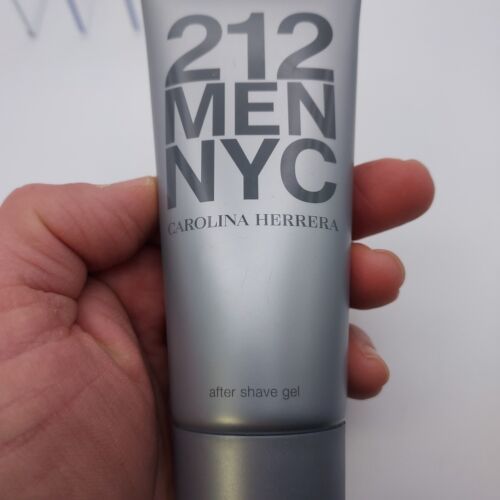 212
MEN
NYC
CAROLINA HERRERA
after shave gel